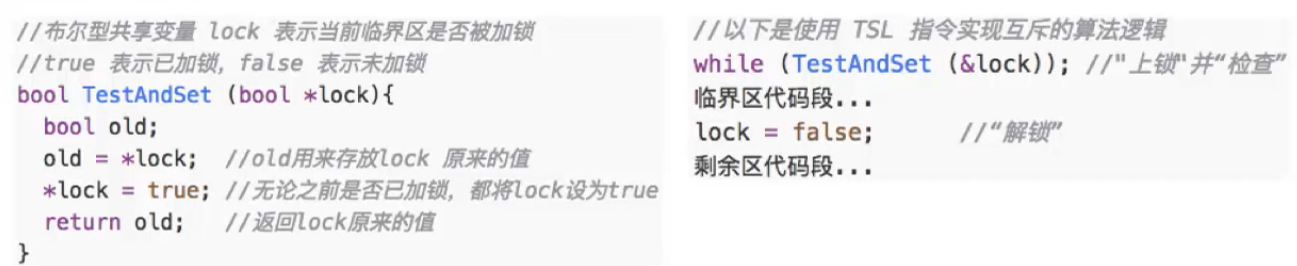 //布尔型共享变量 lock 表示当前临界区是否被加锁
//true 表示已加锁，false 表示未加锁
bool TestAndSet (bool *lock){
  bool old;
  old = *lock;  //old用来存放lock 原来的值
  *lock = true; //无论之前是否已加锁，都将lock设为true
  return old;   //返回lock原来的值
}
//以下是使用 TSL 指令实现互斥的算法逻辑
while (TestAndSet (&lock)); //"上锁"并“检查”
临界区代码段...
lock = false;       //“解锁”
剩余区代码段...